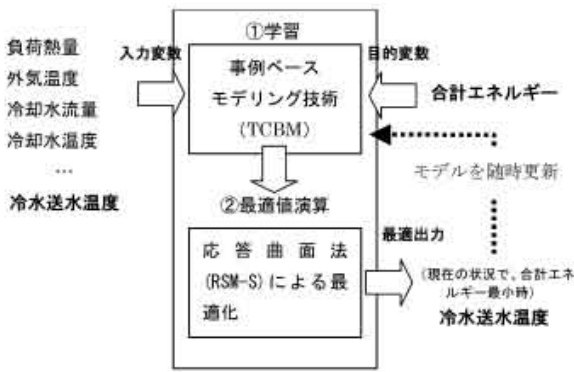 ①学習
負荷熱量
外気温度
冷却水流量
冷却水温度
…
冷水送水温度
入力変数
事例ベース
モデリング技術
(TCBM)
目的変数
合計エネルギー
モデルを随時更新
②最適値演算
応答曲面法
(RSM-S)による最
適化
最適出力
(現在の状況で、合計エネ
ルギー最小時)
冷水送水温度